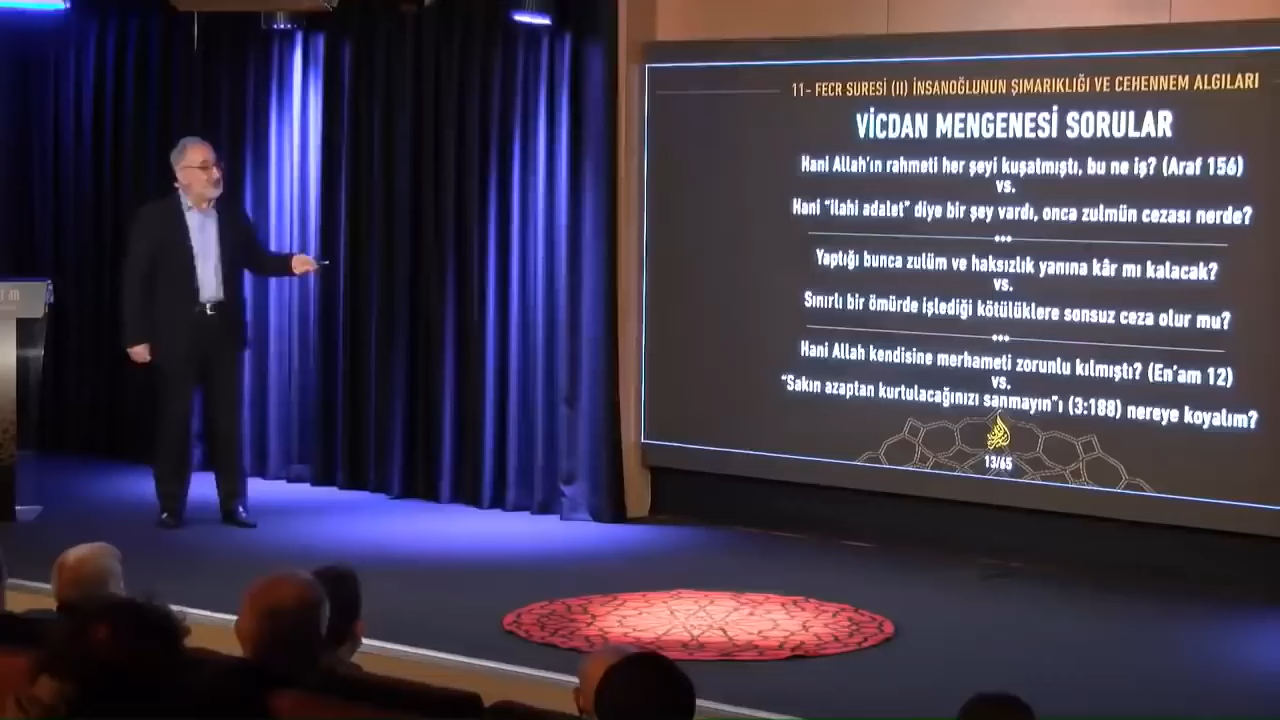 11- FECR SURESİ (II) İNSANOĞLUNUN ŞIMARIKLIĞI VE CEHENNEM ALGILARI
VİCDAN MENGENESİ SORULAR
Hani Allah'ın rahmeti her şeyi kuşatmıştı, bu ne iş? (Araf 156)
vs.
Hani "ilahi adalet" diye bir şey vardı, onca zulmün cezası nerde?
Yaptığı bunca zulüm ve haksızlık yanına kâr mı kalacak?
vs.
Sınırlı bir ömürde işlediği kötülüklere sonsuz ceza olur mu?
Hani Allah kendisine merhameti zorunlu kılmıştı? (En'am 12)
vs.
"Sakın azaptan kurtulacağınızı sanmayın"ı (3:188) nereye koyalım?
13/65